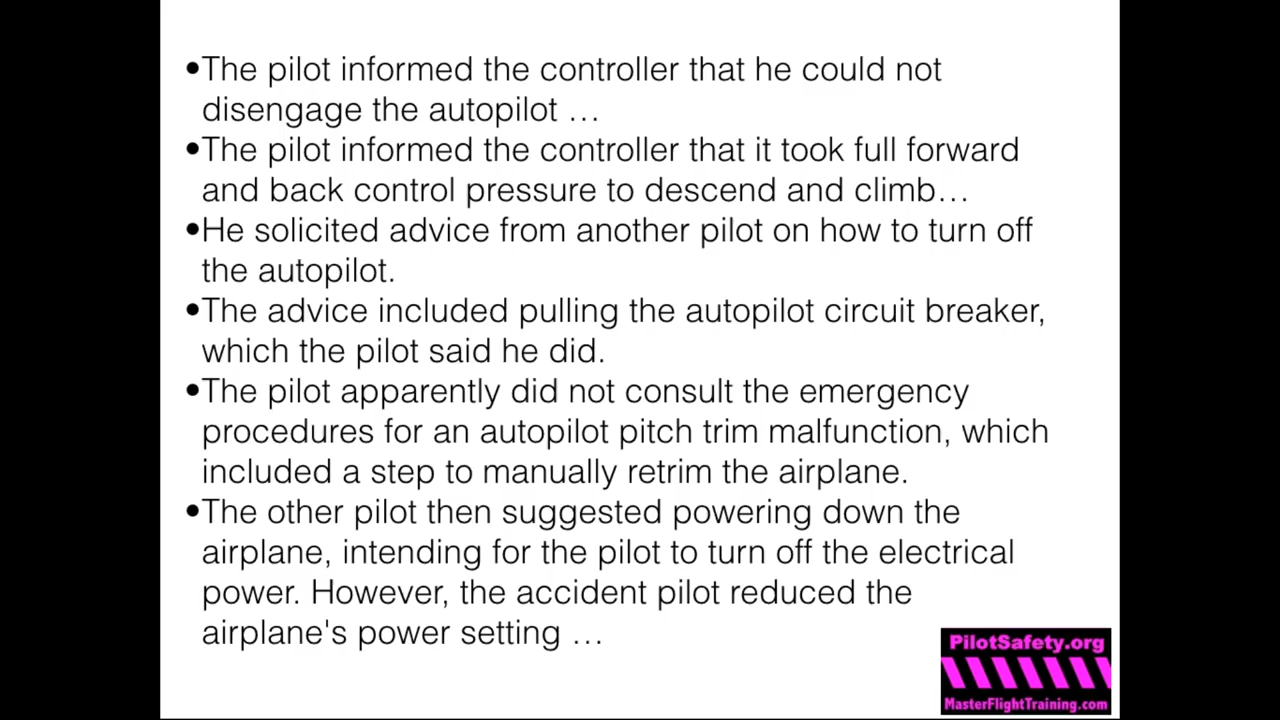 •The pilot informed the controller that he could not
disengage the autopilot …
•The pilot informed the controller that it took full forward
and back control pressure to descend and climb…
•He solicited advice from another pilot on how to turn off
the autopilot.
•The advice included pulling the autopilot circuit breaker,
which the pilot said he did.
•The pilot apparently did not consult the emergency
procedures for an autopilot pitch trim malfunction, which
included a step to manually retrim the airplane.
•The other pilot then suggested powering down the
airplane, intending for the pilot to turn off the electrical
power. However, the accident pilot reduced the
airplane's power setting …
PilotSafety.org
MasterFlightTraining.com